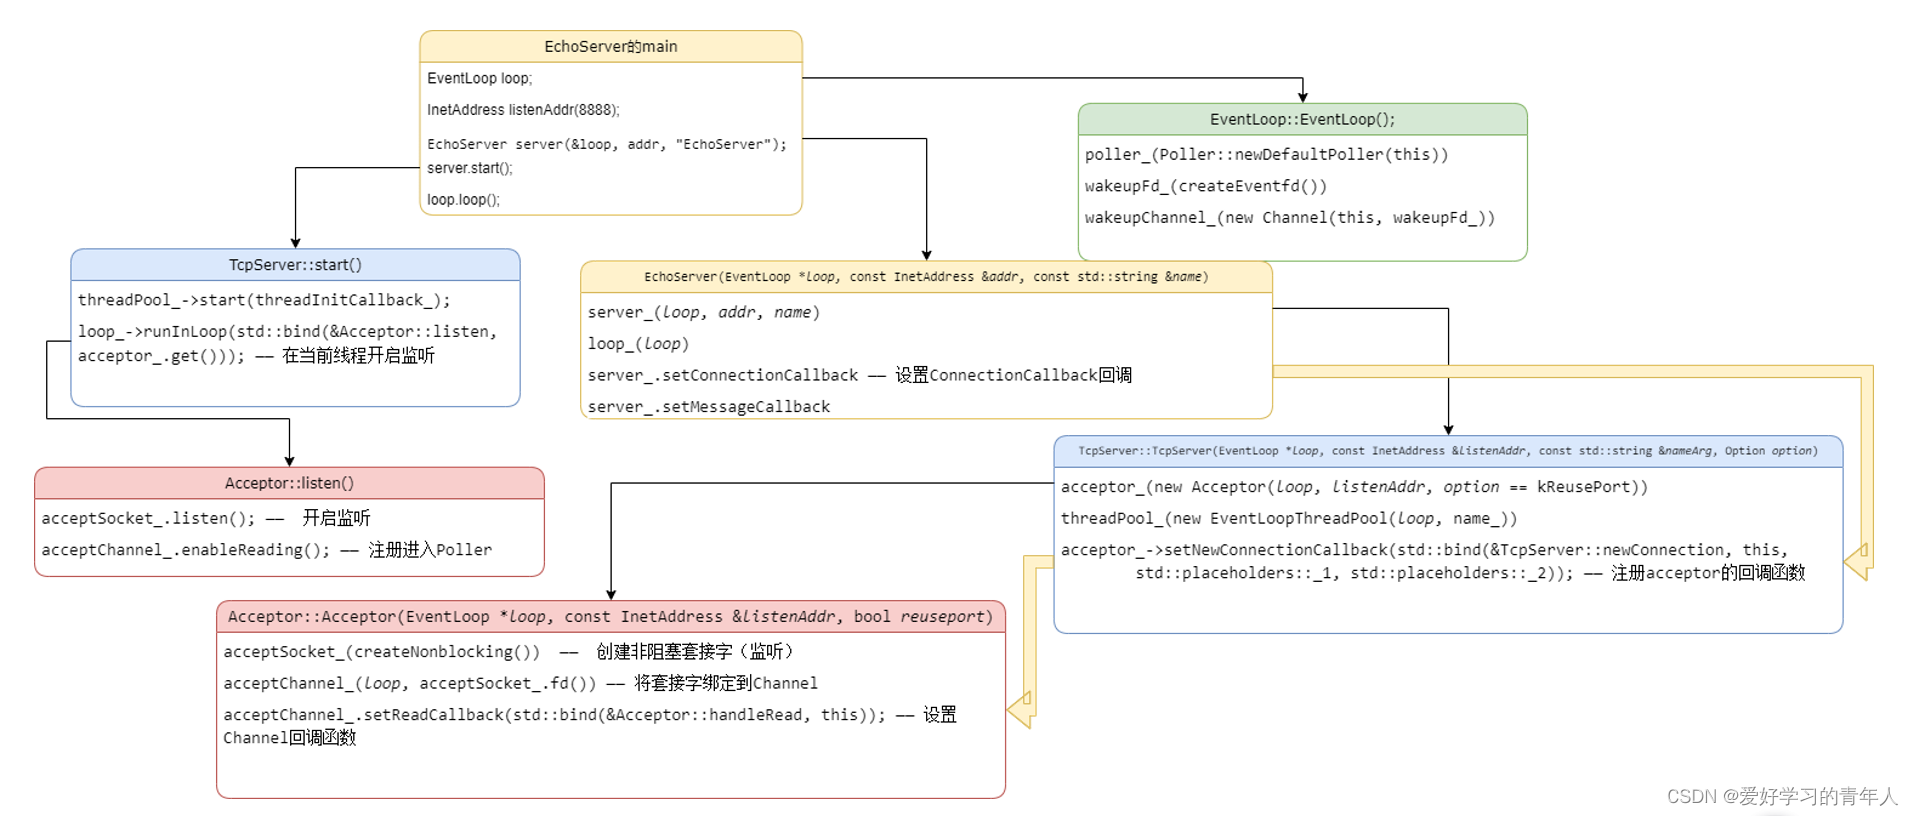 EchoServer的main
EventLoop loop;
InetAddress listenAddr(8888);
EchoServer server(&loop, addr, "EchoServer");
server.start();
loop.loop();
EventLoop::EventLoop();
poller_(Poller::newDefaultPoller(this))
wakeupFd_(createEventfd())
wakeupChannel_(new Channel(this, wakeupFd_))
TcpServer::start()
threadPool_->start(threadInitCallback_);
loop_->runInLoop(std::bind(&Acceptor::listen,
acceptor_.get())); —— 在当前线程开启监听
EchoServer(EventLoop *loop, const InetAddress &addr, const std::string &name)
server_(loop, addr, name)
loop_(loop)
server_.setConnectionCallback —— 设置ConnectionCallback回调
server_.setMessageCallback
TcpServer::TcpServer(EventLoop *loop, const InetAddress &listenAddr, const std::string &nameArg, Option option)
acceptor_(new Acceptor(loop, listenAddr, option == kReusePort))
threadPool_(new EventLoopThreadPool(loop, name_))
acceptor_->setNewConnectionCallback(std::bind(&TcpServer::newConnection, this,
std::placeholders::_1, std::placeholders::_2)); —— 注册acceptor的回调函数
Acceptor::listen()
acceptSocket_.listen(); —— 开启监听
acceptChannel_.enableReading(); —— 注册进入Poller
Acceptor::Acceptor(EventLoop *loop, const InetAddress &listenAddr, bool reuseport)
acceptSocket_(createNonblocking()) —— 创建非阻塞套接字（监听）
acceptChannel_(loop, acceptSocket_.fd()) —— 将套接字绑定到Channel
acceptChannel_.setReadCallback(std::bind(&Acceptor::handleRead, this)); —— 设置
Channel回调函数
CSDN @爱好学习的青年人